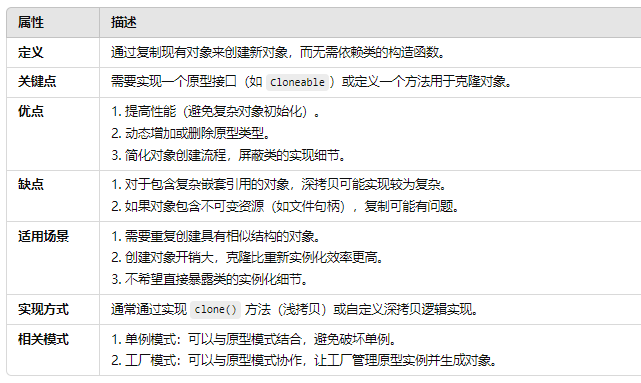 属性 描述
定义 通过复制现有对象来创建新对象，而无需依赖类的构造函数。
关键点 需要实现一个原型接口（如 cloneable ）或定义一个方法用于克隆对象。
优点 1. 提高性能（避免复杂对象初始化）。
2. 动态增加或删除原型类型。
3. 简化对象创建流程，屏蔽类的实现细节。
缺点 1. 对于包含复杂嵌套引用的对象，深拷贝可能实现较为复杂。
2. 如果对象包含不可变资源（如文件句柄），复制可能有问题。
适用场景 1. 需要重复创建具有相似结构的对象。
2. 创建对象开销大，克隆比重新实例化效率更高。
3. 不希望直接暴露类的实例化细节。
实现方式 通常通过实现 clone() 方法（浅拷贝）或自定义深拷贝逻辑实现。
相关模式 1. 单例模式：可以与原型模式结合，避免破坏单例。
2. 工厂模式：可以与原型模式协作，让工厂管理原型实例并生成对象。